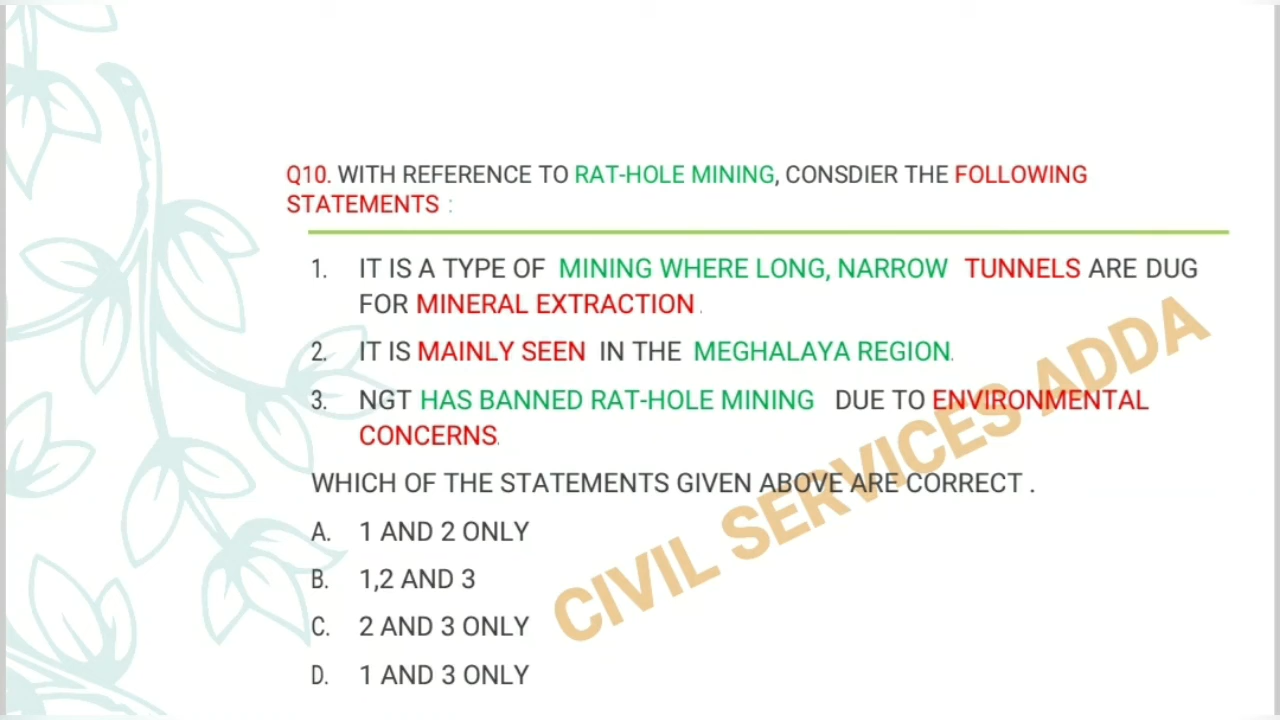 Q10. WITH REFERENCE TO RAT-HOLE MINING, CONSDIER THE FOLLOWING
STATEMENTS :
1. IT IS A TYPE OF MINING WHERE LONG, NARROW TUNNELS ARE DUG
FOR MINERAL EXTRACTION.
2. IT IS MAINLY SEEN IN THE MEGHALAYA REGION.
3. NGT HAS BANNED RAT-HOLE MINING DUE TO ENVIRONMENTAL
CONCERNS.
WHICH OF THE STATEMENTS GIVEN ABOVE ARE CORRECT .
A. 1 AND 2 ONLY
B. 1,2 AND 3
C. 2 AND 3 ONLY
D. 1 AND 3 ONLY
CIVIL SERVICES ADDA